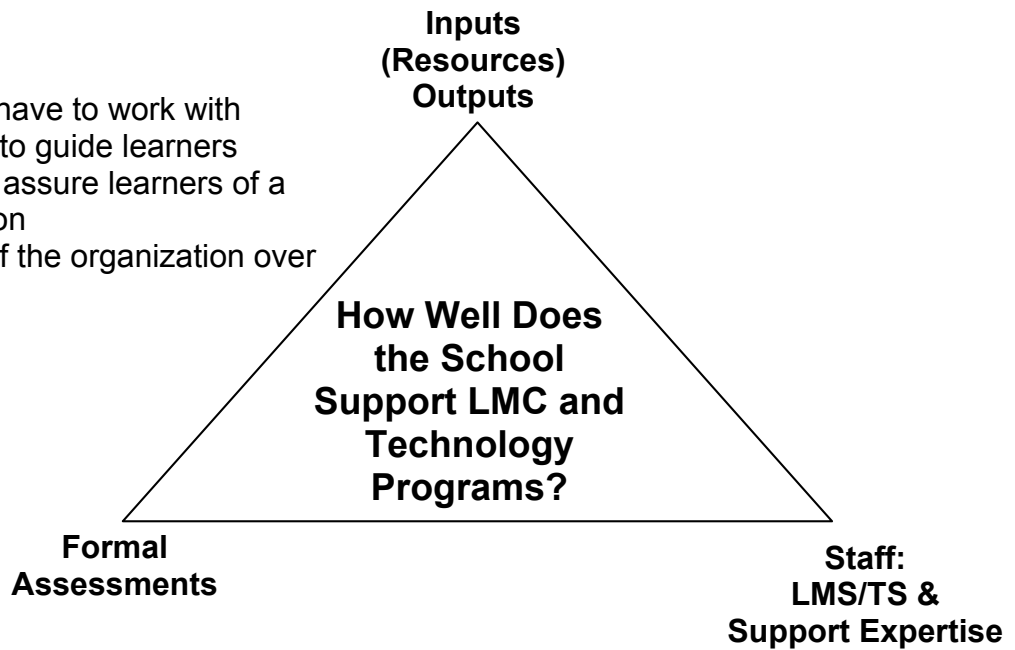 Inputs
(Resources)
Outputs
have to work with
to guide learners
assure learners of a
on
f the organization over
How Well Does
the School
Support LMC and
Technology
Programs?
Formal
Assessments
Staff:
LMS/TS &
Support Expertise